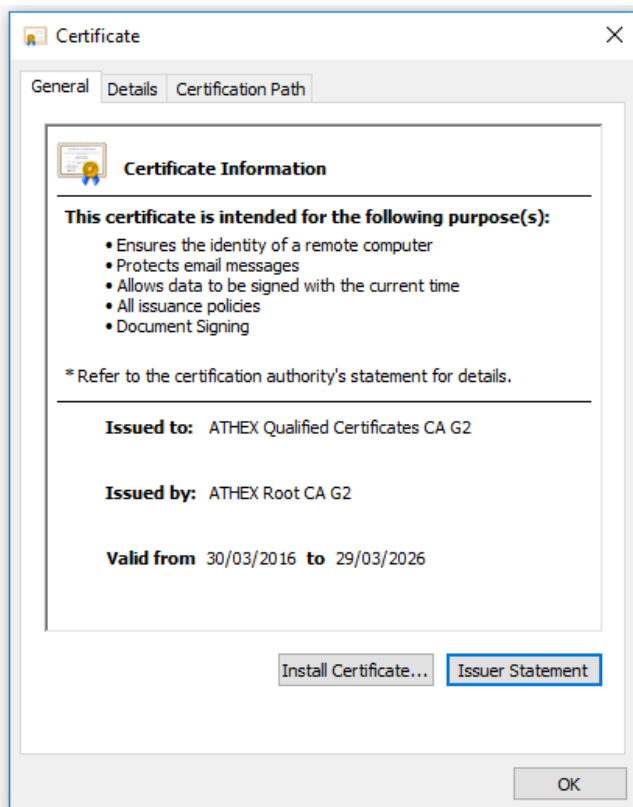 Certificate
General
Details
Certification Path
Certificate Information
This certificate is intended for the following purpose(s):
• Ensures the identity of a remote computer
• Protects email messages
• Allows data to be signed with the current time
• All issuance policies
• Document Signing
* Refer to the certification authority's statement for details.
Issued to: ATHEX Qualified Certificates CA G2
Issued by: ATHEX Root CA G2
Valid from 30/03/2016 to 29/03/2026
Install Certificate...
Issuer Statement
OK